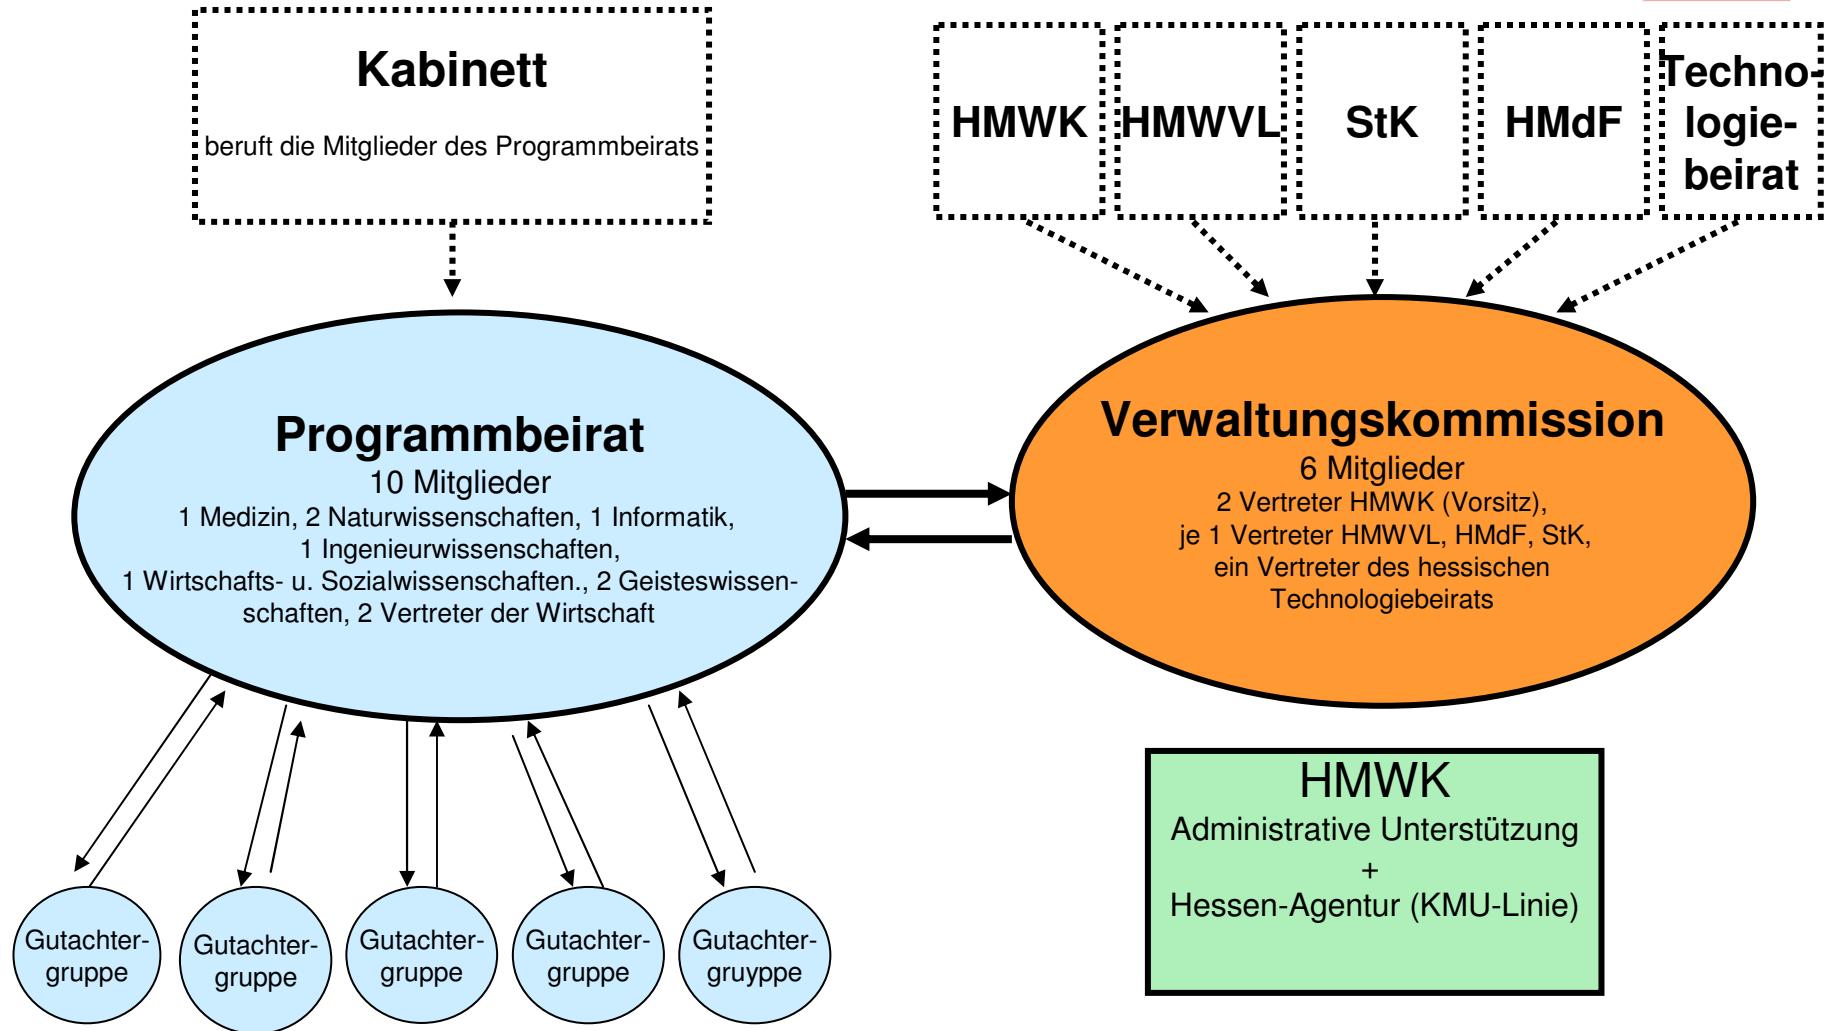 Kabinett
beruft die Mitglieder des Programmbeirats
HMWK
HMWVL
StK
HMdF
Techno-
logie-
beirat
Programmbeirat
10 Mitglieder
1 Medizin, 2 Naturwissenschaften, 1 Informatik,
1 Ingenieurwissenschaften,
1 Wirtschafts- u. Sozialwissenschaften., 2 Geisteswissen-
schaften, 2 Vertreter der Wirtschaft
Verwaltungskommission
6 Mitglieder
2 Vertreter HMWK (Vorsitz),
je 1 Vertreter HMWVL, HMdF, StK,
ein Vertreter des hessischen
Technologiebeirats
HMWK
Administrative Unterstützung
+
Hessen-Agentur (KMU-Linie)
Gutachter-
gruppe
Gutachter-
gruppe
Gutachter-
gruppe
Gutachter-
gruppe
Gutachter-
gruyppe